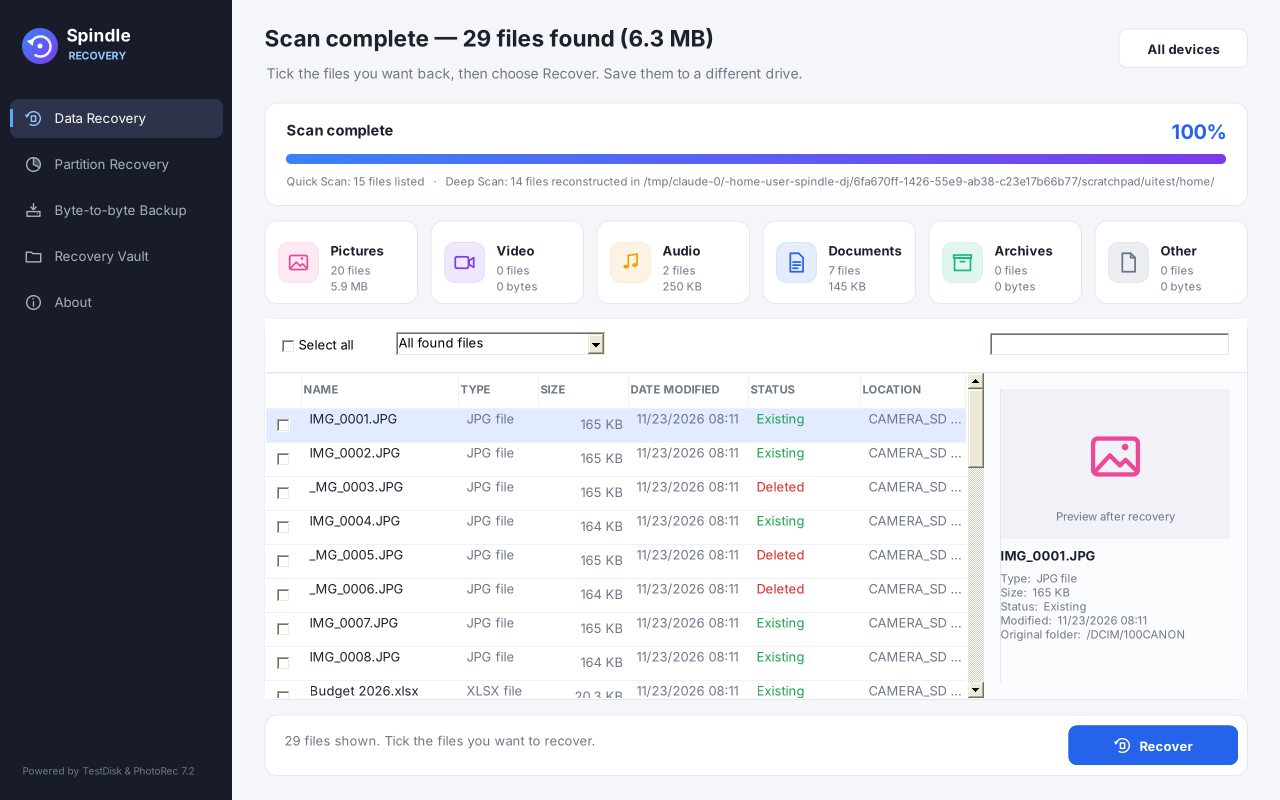 Spindle
RECOVERY
Data Recovery
Partition Recovery
Byte-to-byte Backup
Recovery Vault
About
Powered by TestDisk & PhotoRec 7.2
Scan complete — 29 files found (6.3 MB)
Tick the files you want back, then choose Recover. Save them to a different drive.
All devices
Scan complete
100%
Quick Scan: 15 files listed · Deep Scan: 14 files reconstructed in /tmp/claude-0/-home-user-spindle-dj/6fa670ff-1426-55e9-ab38-c23e17b66b77/scratchpad/uitest/home/
Pictures
20 files
5.9 MB
Video
0 files
0 bytes
Audio
2 files
250 KB
Documents
7 files
145 KB
Archives
0 files
0 bytes
Other
0 files
0 bytes
Select all
All found files
NAME TYPE SIZE DATE MODIFIED STATUS LOCATION
IMG_0001.JPG JPG file 165 KB 11/23/2026 08:11 Existing CAMERA_SD ...
IMG_0002.JPG JPG file 165 KB 11/23/2026 08:11 Existing CAMERA_SD ...
_MG_0003.JPG JPG file 165 KB 11/23/2026 08:11 Deleted CAMERA_SD ...
IMG_0004.JPG JPG file 164 KB 11/23/2026 08:11 Existing CAMERA_SD ...
_MG_0005.JPG JPG file 165 KB 11/23/2026 08:11 Deleted CAMERA_SD ...
_MG_0006.JPG JPG file 164 KB 11/23/2026 08:11 Deleted CAMERA_SD ...
IMG_0007.JPG JPG file 165 KB 11/23/2026 08:11 Existing CAMERA_SD ...
IMG_0008.JPG JPG file 164 KB 11/23/2026 08:11 Existing CAMERA_SD ...
Budget 2026.xlsx XLSX file 20.3 KB 11/23/2026 08:11 Existing CAMERA_SD ...
Preview after recovery
IMG_0001.JPG
Type: JPG file
Size: 165 KB
Status: Existing
Modified: 11/23/2026 08:11
Original folder: /DCIM/100CANON
29 files shown. Tick the files you want to recover.
Recover